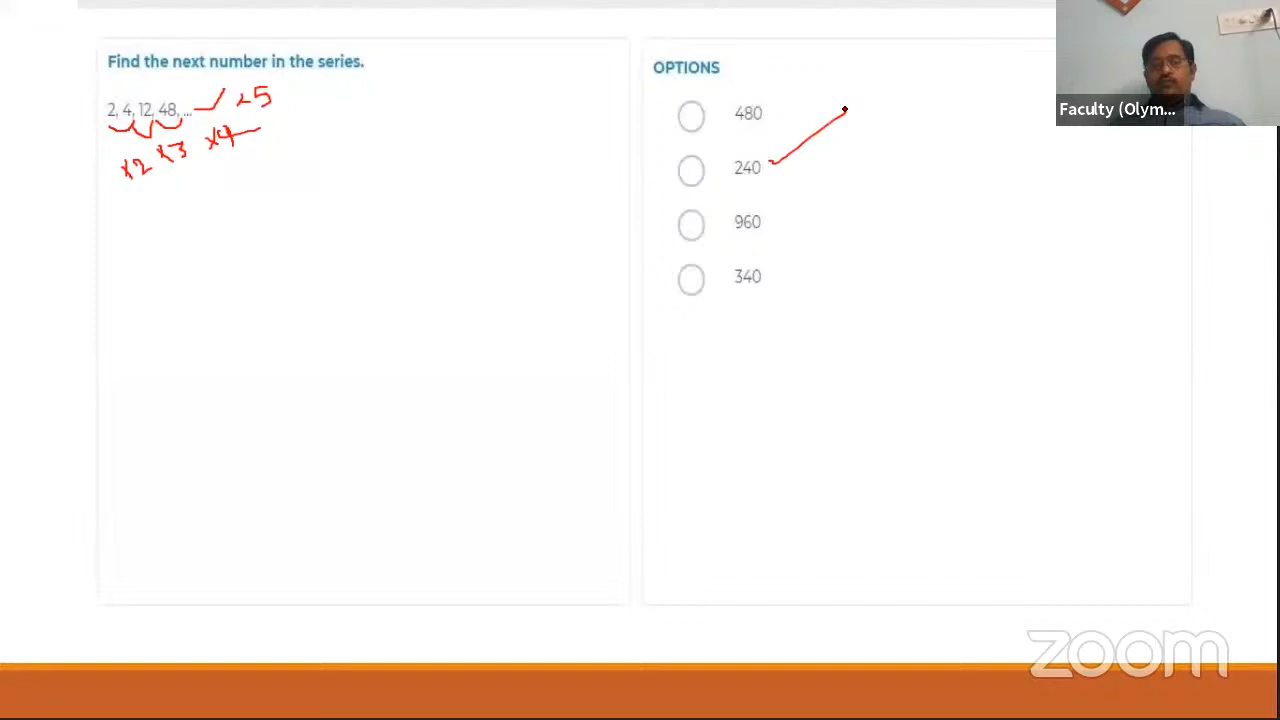 Find the next number in the series.
2, 4, 12, 48, ...
×5
×2 ×3 ×4
OPTIONS
480
240
960
340
Faculty (Olym...
zoom